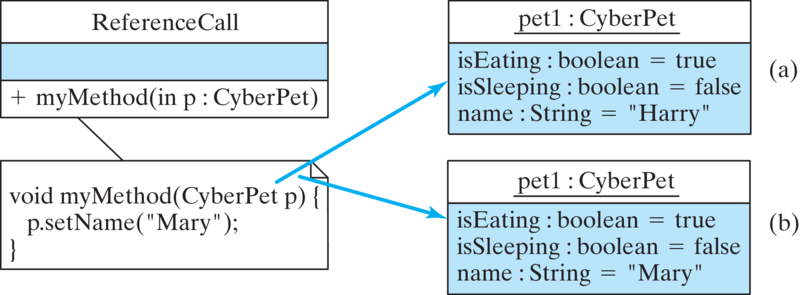 ReferenceCall
+ myMethod(in p : CyberPet)
void myMethod(CyberPet p) {
p.setName("Mary");
}
pet1 : CyberPet
isEating : boolean = true
isSleeping : boolean = false
name : String = "Harry"
(a)
pet1 : CyberPet
isEating : boolean = true
isSleeping : boolean = false
name : String = "Mary"
(b)